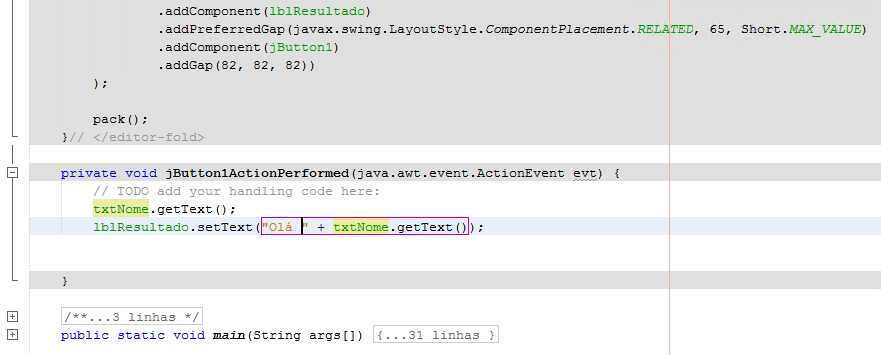 .addComponent(lblResultado)
.addPreferredGap(javax.swing.LayoutStyle.ComponentPlacement.RELATED, 65, Short.MAX_VALUE)
.addComponent(jButton1)
.addGap(82, 82, 82))
);
pack();
}// </editor-fold>
private void jButton1ActionPerformed(java.awt.event.ActionEvent evt) {
// TODO add your handling code here:
txtNome.getText();
lblResultado.setText("Olá " + txtNome.getText());
}
/**...3 linhas */
public static void main(String args[]) {...31 linhas }